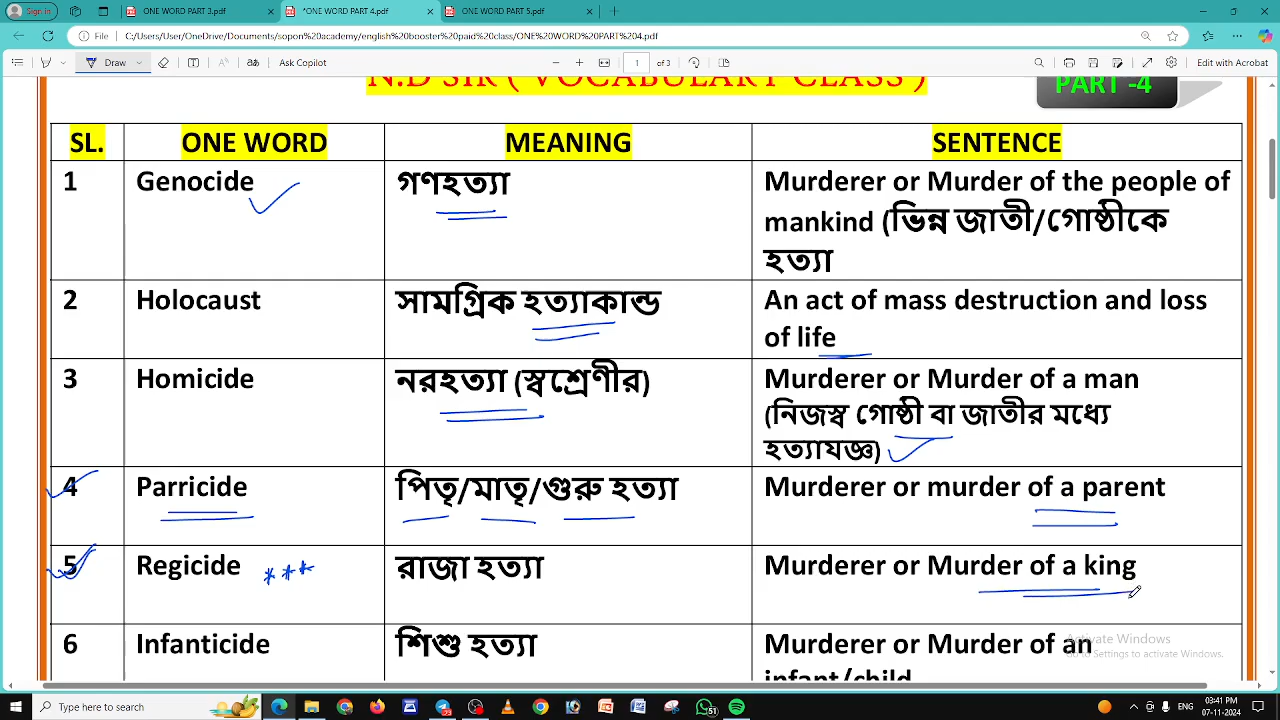 Sign in
ONE WORD PART 3.pdf
*ONE WORD PART 4.pdf
ONE WORD PART 5.pdf
File
C:/Users/User/OneDrive/Documents/sopon%20academy/english%20booster%20paid%20class/ONE%20WORD%20PART%204.pdf
Draw
Ask Copilot
1
of 3
Edit with Acrobat
N.D SIR ( VOCABULARY CLASS )
PART -4
SL. ONE WORD MEANING SENTENCE
1 Genocide গণহত্যা Murderer or Murder of the people of
mankind (ভিন্ন জাতী/গোষ্ঠীকে
হত্যা
2 Holocaust সামগ্রিক হত্যাকান্ড An act of mass destruction and loss
of life
3 Homicide নরহত্যা (স্বশ্রেণীর) Murderer or Murder of a man
(নিজস্ব গোষ্ঠী বা জাতীর মধ্যে
হত্যাযজ্ঞ)
4 Parricide পিতৃ/মাতৃ/গুরু হত্যা Murderer or murder of a parent
5 Regicide *** রাজা হত্যা Murderer or Murder of a king
6 Infanticide শিশু হত্যা Murderer or Murder of an
infant/child
Activate Windows
Go to Settings to activate Windows.
Type here to search
51
03:41 PM
07-11-2024